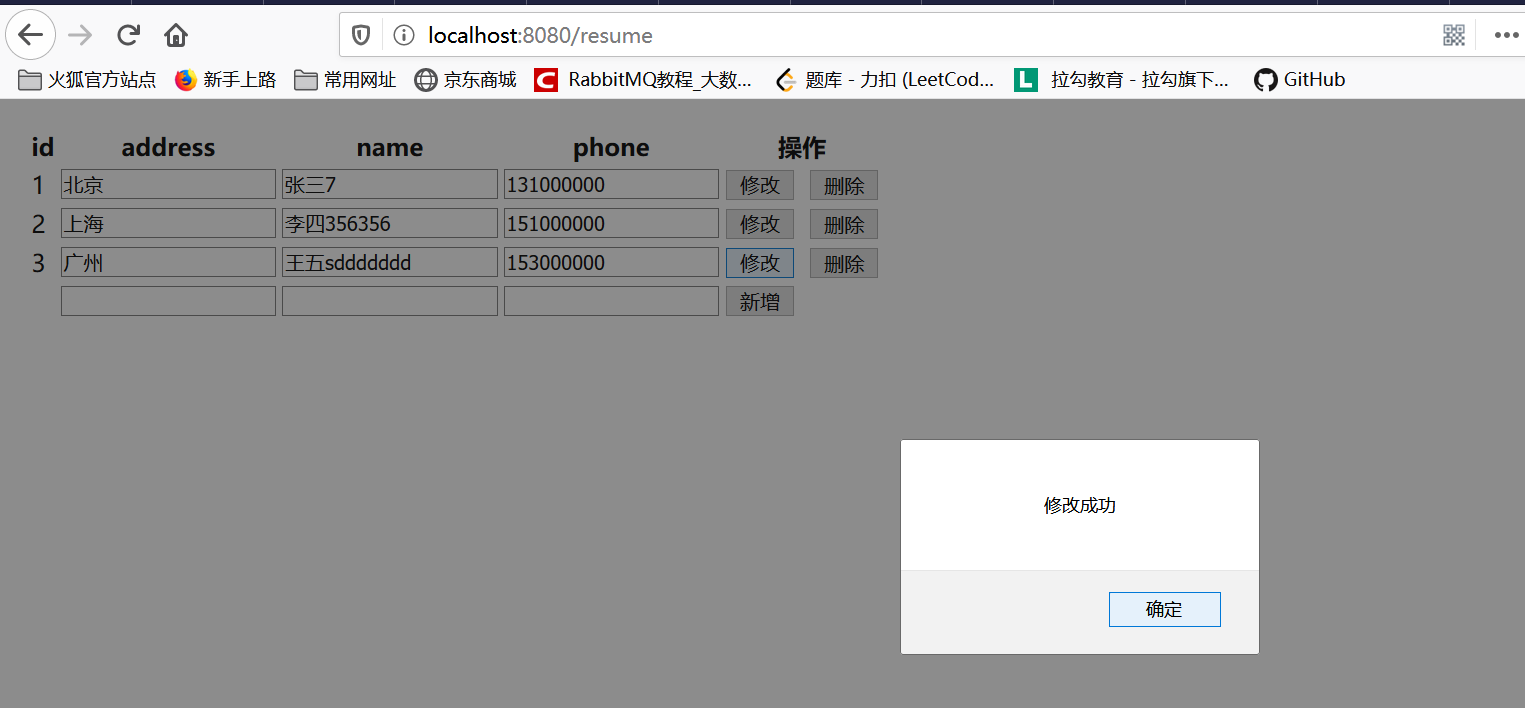 localhost:8080/resume
火狐官方站点 新手上路 常用网址 京东商城 RabbitMQ教程_大数... 题库 - 力扣 (LeetCod... 拉勾教育 - 拉勾旗下... GitHub
id address name phone 操作
1 北京 张三7 131000000 修改 删除
2 上海 李四356356 151000000 修改 删除
3 广州 王五sddddddd 153000000 修改 删除
新增
修改成功
确定